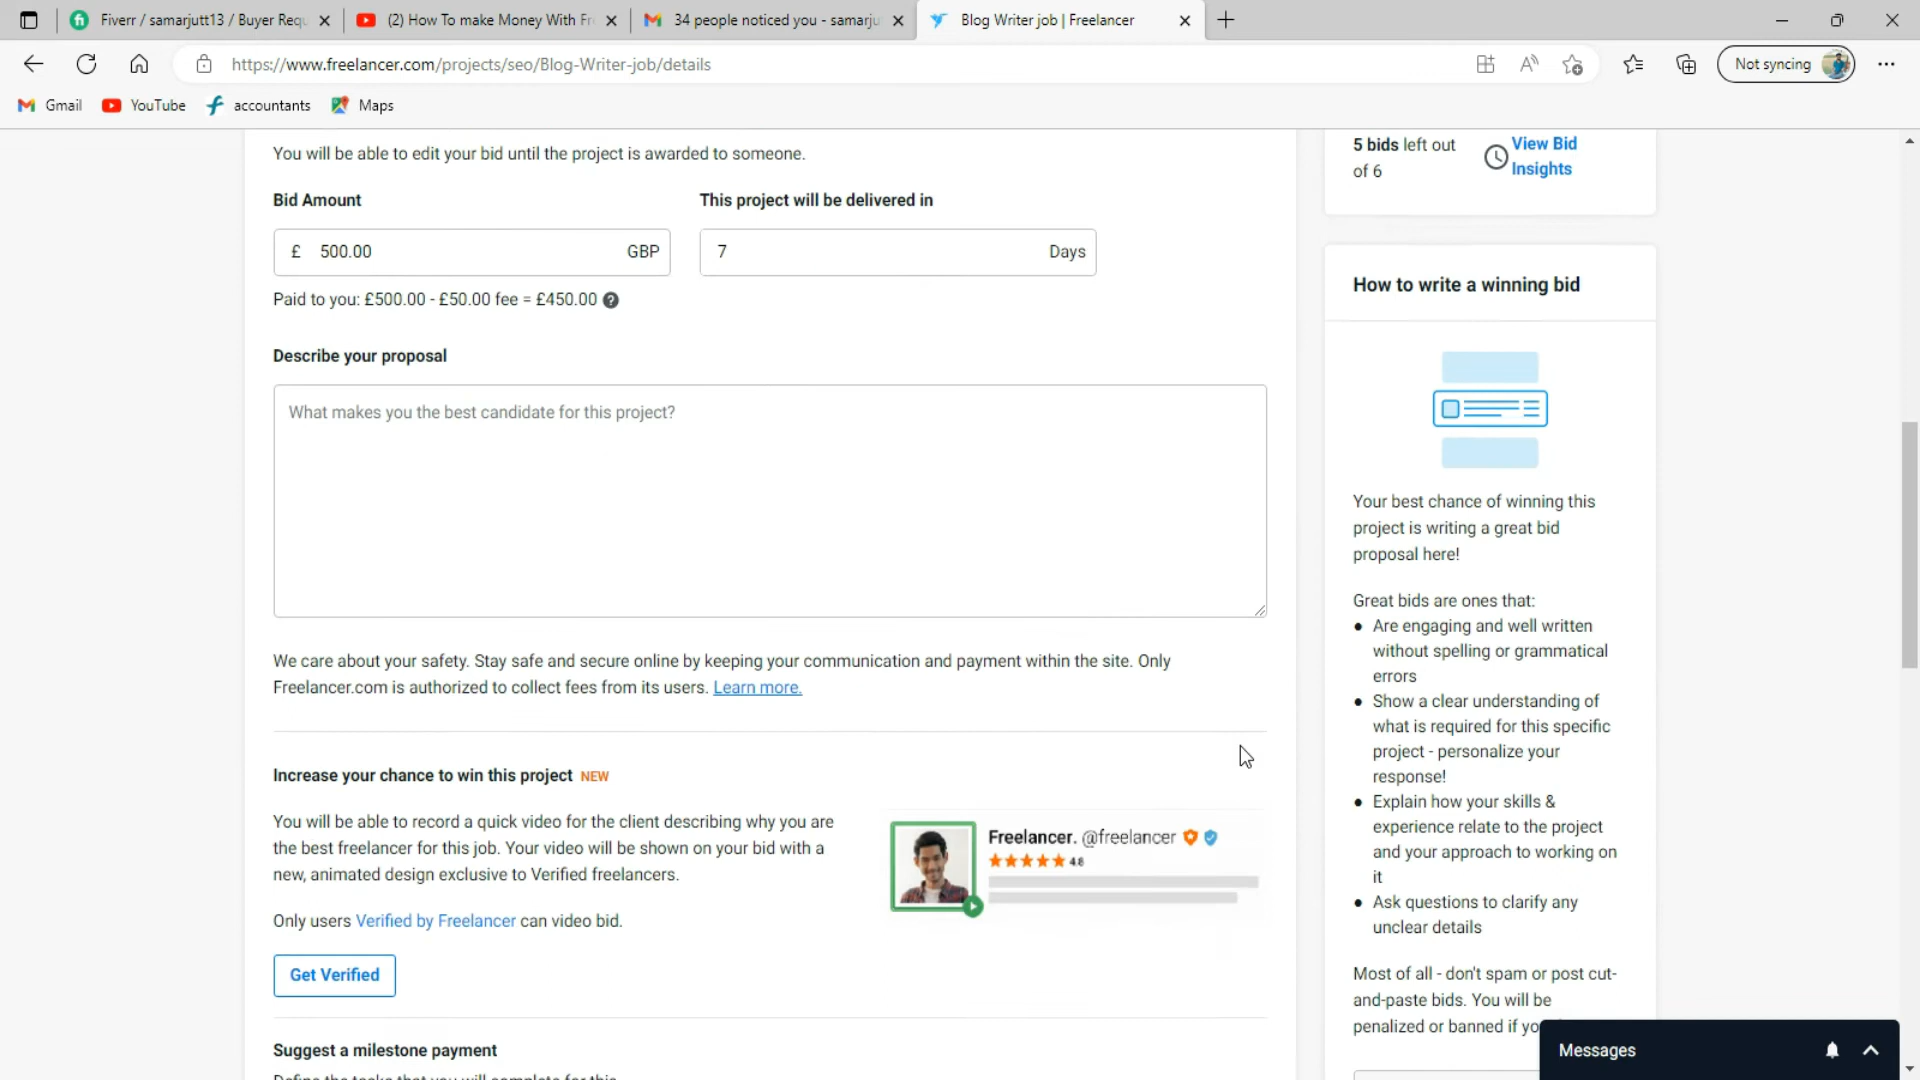 Fiverr / samarjutt13 / Buyer Requ
(2) How To make Money With Fr
34 people noticed you - samarju
Blog Writer job | Freelancer
https://www.freelancer.com/projects/seo/Blog-Writer-job/details
Not syncing
Gmail
YouTube
accountants
Maps
You will be able to edit your bid until the project is awarded to someone.
Bid Amount
This project will be delivered in
£ 500.00 GBP
7 Days
Paid to you: £500.00 - £50.00 fee = £450.00 ?
Describe your proposal
What makes you the best candidate for this project?
We care about your safety. Stay safe and secure online by keeping your communication and payment within the site. Only
Freelancer.com is authorized to collect fees from its users. Learn more.
Increase your chance to win this project NEW
You will be able to record a quick video for the client describing why you are
the best freelancer for this job. Your video will be shown on your bid with a
new, animated design exclusive to Verified freelancers.
Only users Verified by Freelancer can video bid.
Get Verified
Freelancer. @freelancer
4.8
Suggest a milestone payment
Define the tasks that you will complete for this
5 bids left out
of 6
View Bid
Insights
How to write a winning bid
Your best chance of winning this
project is writing a great bid
proposal here!
Great bids are ones that:
• Are engaging and well written
without spelling or grammatical
errors
• Show a clear understanding of
what is required for this specific
project - personalize your
response!
• Explain how your skills &
experience relate to the project
and your approach to working on
it
• Ask questions to clarify any
unclear details
Most of all - don't spam or post cut-
and-paste bids. You will be
penalized or banned if yo
Messages